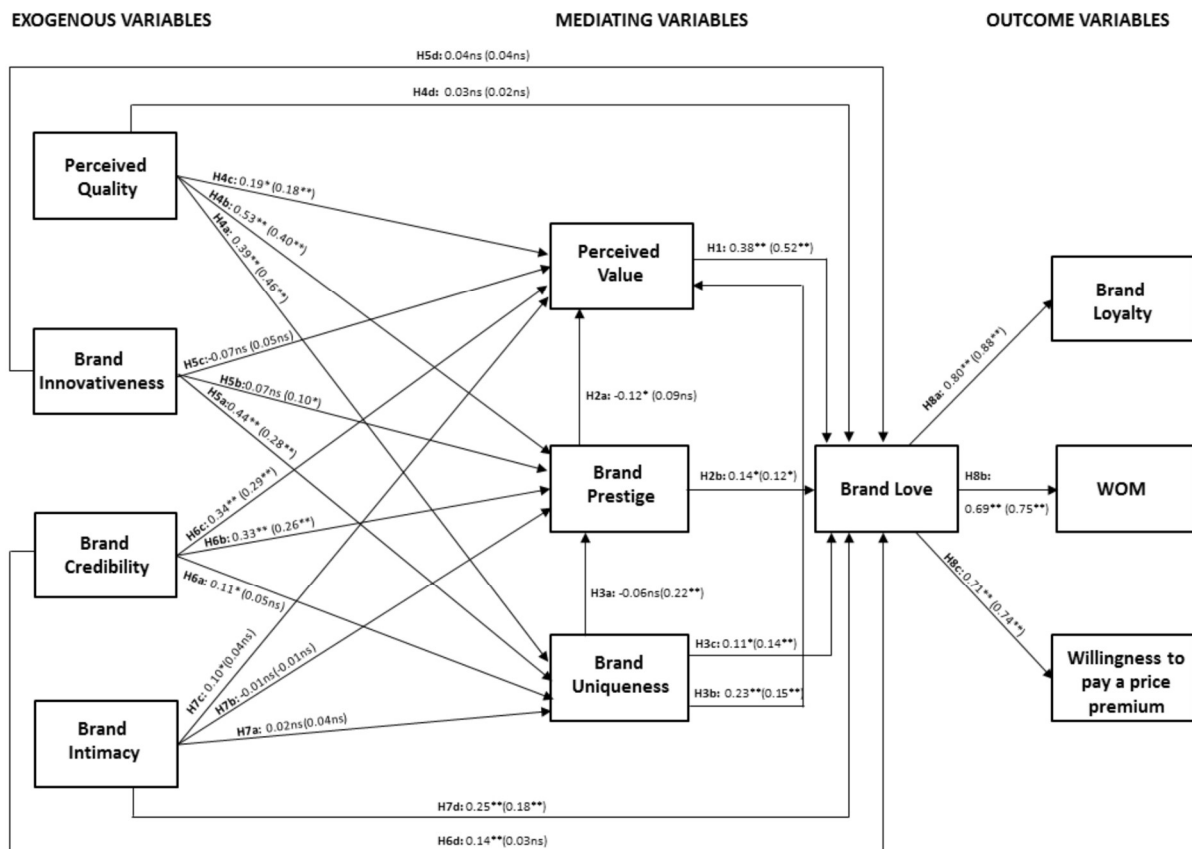 EXOGENOUS VARIABLES
MEDIATING VARIABLES
OUTCOME VARIABLES
H5d: 0.04ns (0.04ns)
H4d: 0.03ns (0.02ns)
Perceived
Quality
H4c: 0.19* (0.18**)
H4b: 0.53** (0.40**)
H4a: 0.39** (0.46**)
Perceived
Value
H1: 0.38** (0.52**)
Brand
Loyalty
Brand
Innovativeness
H5c:-0.07ns (0.05ns)
H5b:0.07ns (0.10*)
H5a:0.44** (0.28**)
H2a: -0.12* (0.09ns)
H8a: 0.80** (0.88**)
Brand
Prestige
H2b: 0.14*(0.12*)
Brand Love
H8b:
0.69** (0.75**)
WOM
Brand
Credibility
H6c: 0.34** (0.29**)
H6b: 0.33** (0.26**)
H6a: 0.11* (0.05ns)
H3a: -0.06ns(0.22**)
H8c: 0.71** (0.74**)
Brand
Uniqueness
H3c: 0.11*(0.14**)
H3b: 0.23**(0.15**)
Willingness to
pay a price
premium
Brand
Intimacy
H7c: 0.10*(0.04ns)
H7b: -0.01ns(-0.01ns)
H7a: 0.02ns(0.04ns)
H7d: 0.25**(0.18**)
H6d: 0.14**(0.03ns)